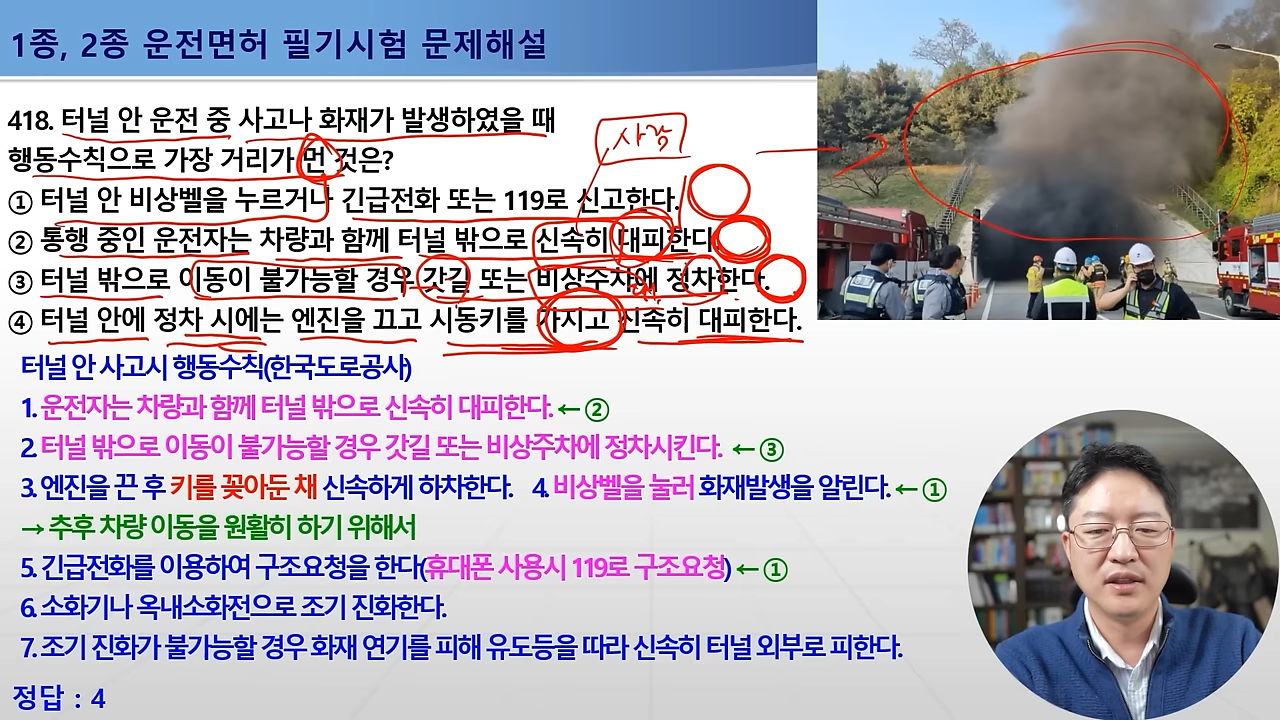 1종, 2종 운전면허 필기시험 문제해설
418. 터널 안 운전 중 사고나 화재가 발생하였을 때
행동수칙으로 가장 거리가 먼 것은?
사람
① 터널 안 비상벨을 누르거나 긴급전화 또는 119로 신고한다.
② 통행 중인 운전자는 차량과 함께 터널 밖으로 신속히 대피한다.
③ 터널 밖으로 이동이 불가능할 경우 갓길 또는 비상주차에 정차한다.
④ 터널 안에 정차 시에는 엔진을 끄고 시동키를 가지고 신속히 대피한다.
터널 안 사고시 행동수칙(한국도로공사)
1. 운전자는 차량과 함께 터널 밖으로 신속히 대피한다. ← ②
2. 터널 밖으로 이동이 불가능할 경우 갓길 또는 비상주차에 정차시킨다. ← ③
3. 엔진을 끈 후 키를 꽂아둔 채 신속하게 하차한다. 4. 비상벨을 눌러 화재발생을 알린다. ← ①
→ 추후 차량 이동을 원활히 하기 위해서
5. 긴급전화를 이용하여 구조요청을 한다(휴대폰 사용시 119로 구조요청) ← ①
6. 소화기나 옥내소화전으로 조기 진화한다.
7. 조기 진화가 불가능할 경우 화재 연기를 피해 유도등을 따라 신속히 터널 외부로 피한다.
정답 : 4